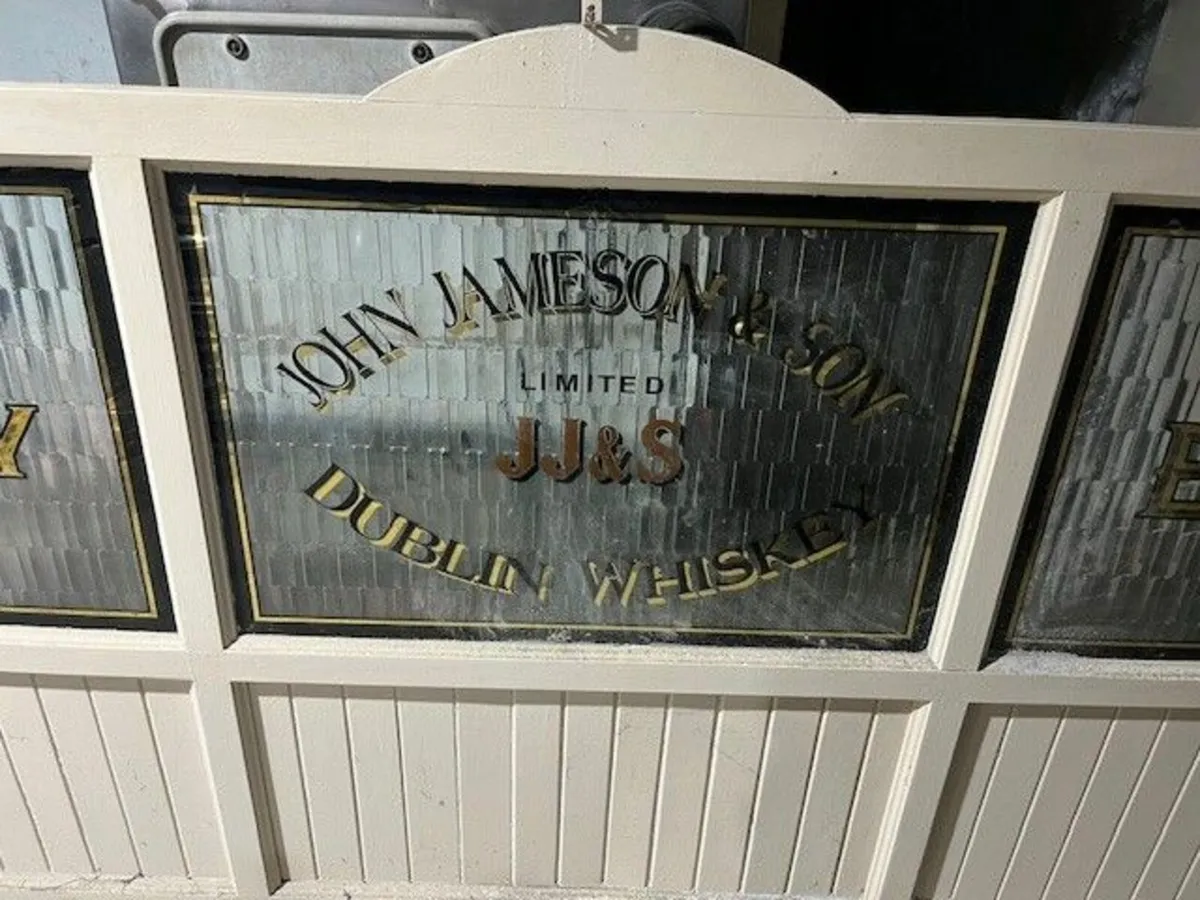 JOHN JAMESON & SON
LIMITED
JJ&S
DUBLIN WHISKEY
Y
E